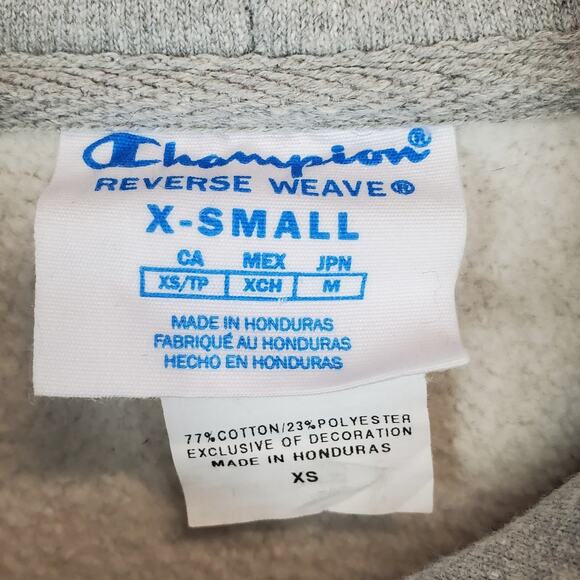 Champion®
REVERSE WEAVE®
X-SMALL
CA MEX JPN
XS/TP XCH M
MADE IN HONDURAS
FABRIQUÉ AU HONDURAS
HECHO EN HONDURAS
77%COTTON/23%POLYESTER
EXCLUSIVE OF DECORATION
MADE IN HONDURAS
XS